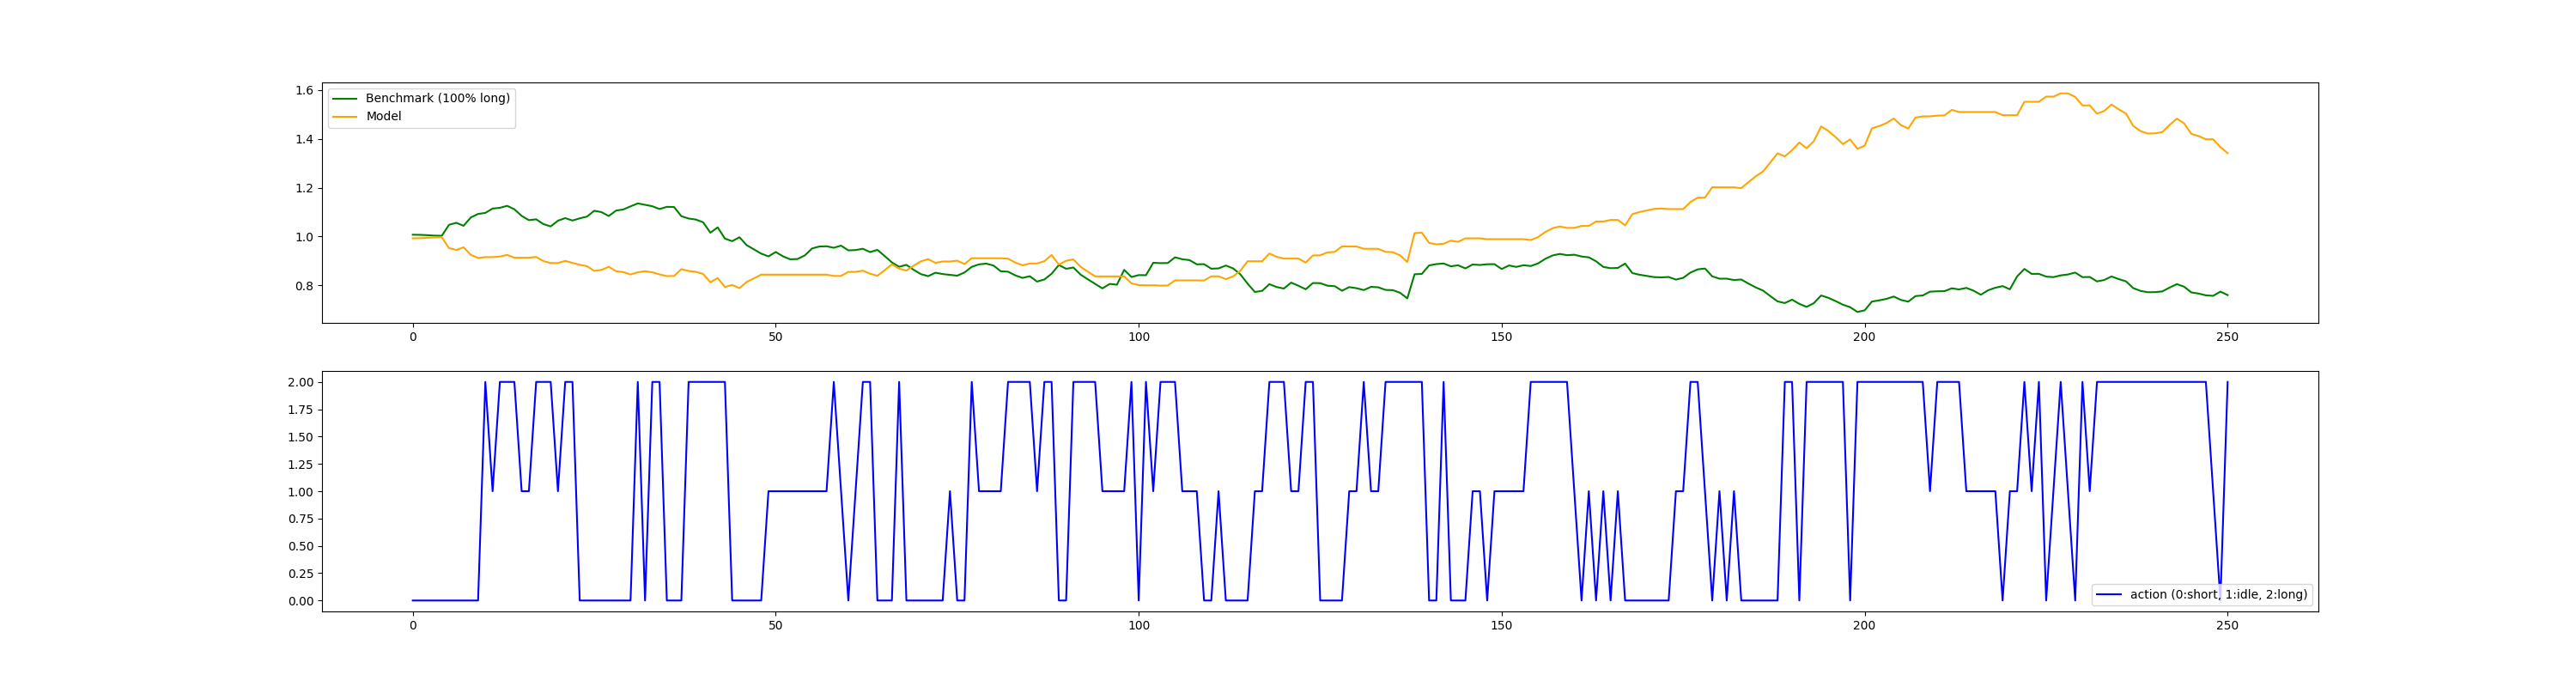 1.6
1.4
1.2
1.0
0.8
Benchmark (100% long)
Model
0 50 100 150 200 250
2.00
1.75
1.50
1.25
1.00
0.75
0.50
0.25
0.00
action (0:short, 1:idle, 2:long)
0 50 100 150 200 250